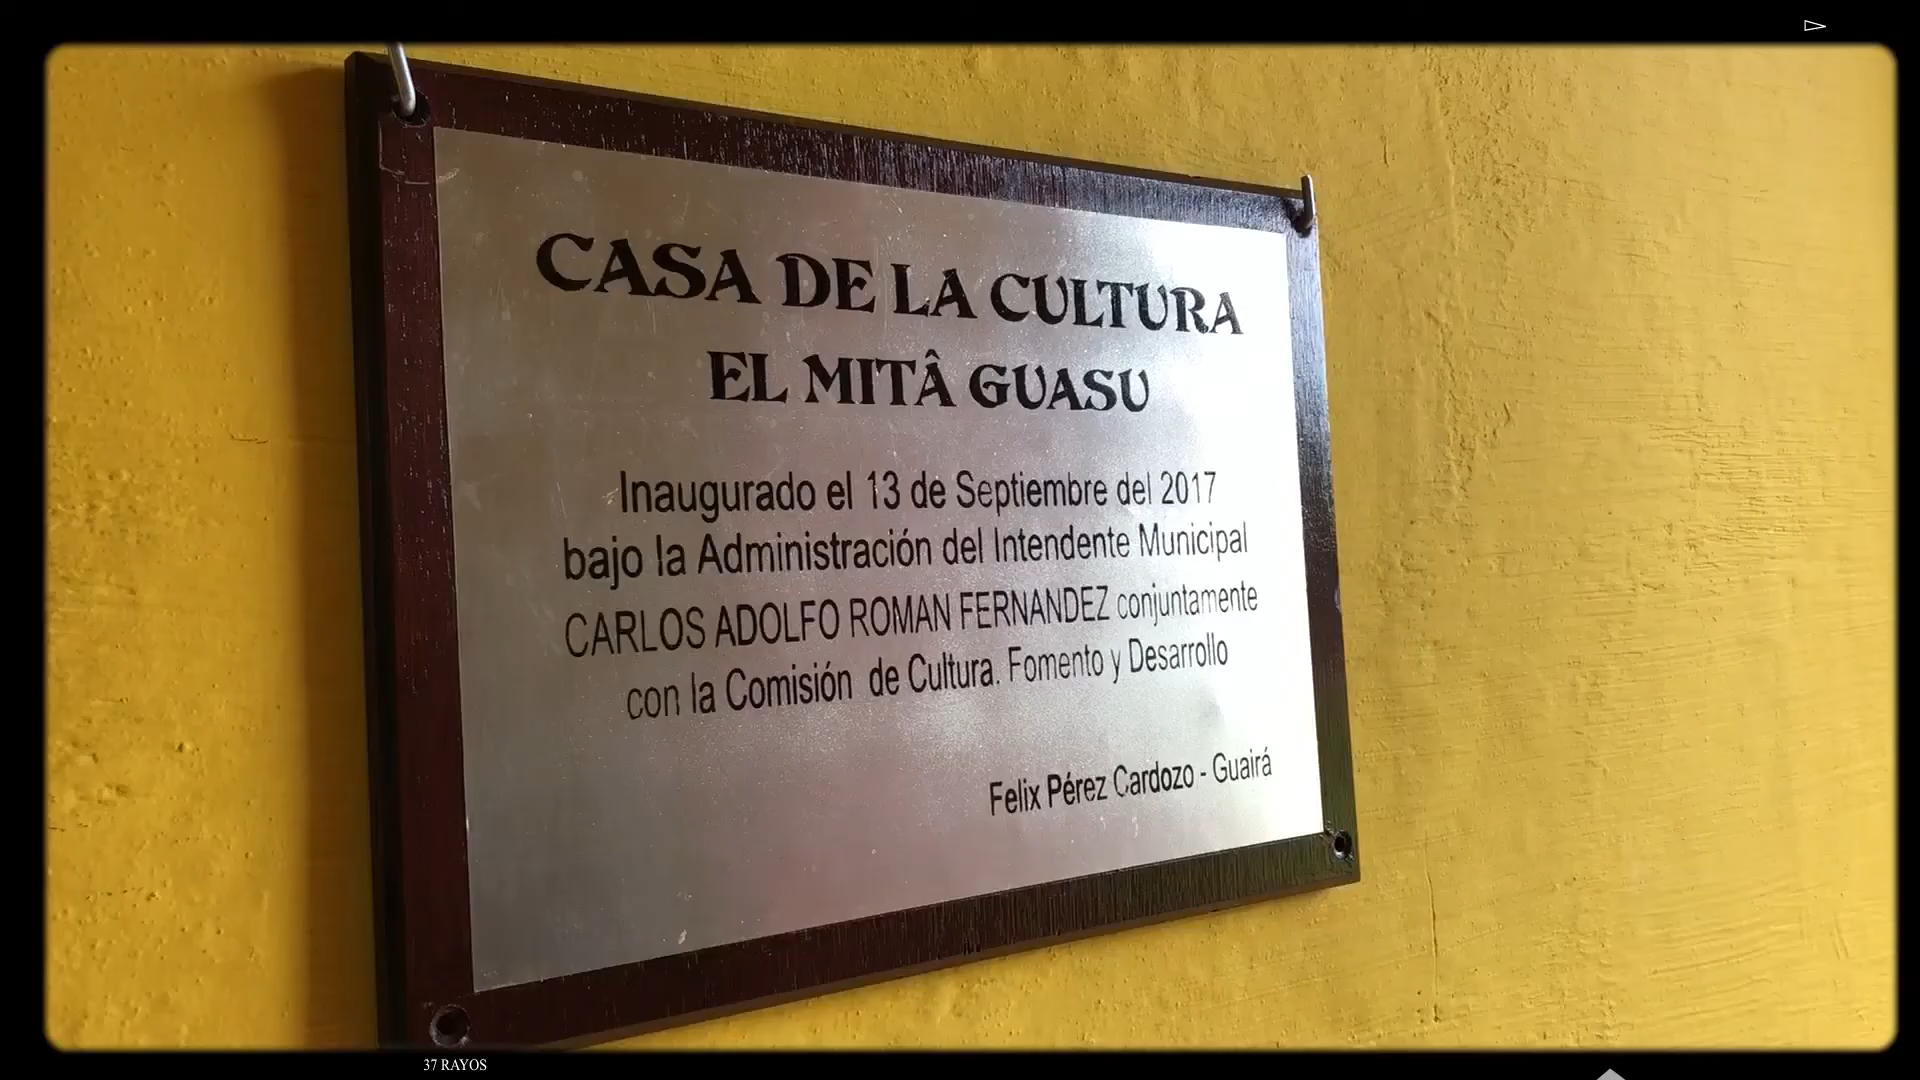 CASA DE LA CULTURA
EL MITÂ GUASU
Inaugurado el 13 de Septiembre del 2017
bajo la Administración del Intendente Municipal
CARLOS ADOLFO ROMAN FERNANDEZ conjuntamente
con la Comisión de Cultura. Fomento y Desarrollo
Felix Pérez Cardozo - Guairá
37 RAYOS